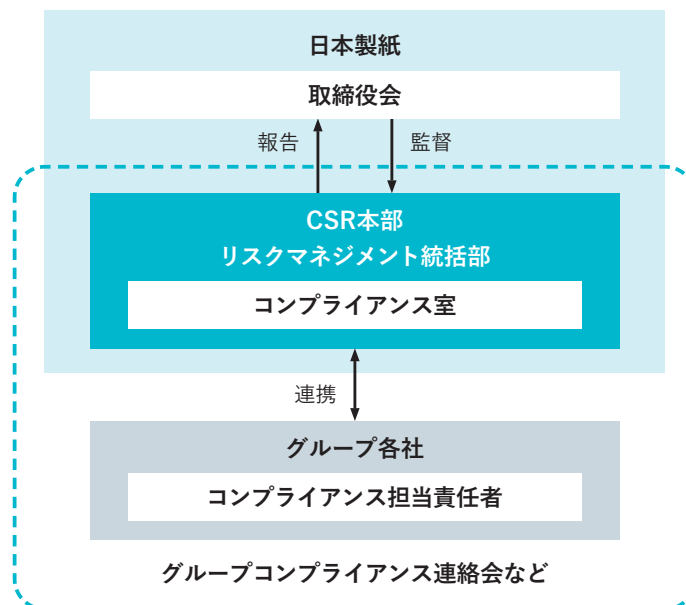 日本製紙
取締役会
報告
監督
CSR本部
リスクマネジメント統括部
コンプライアンス室
連携
グループ各社
コンプライアンス担当責任者
グループコンプライアンス連絡会など